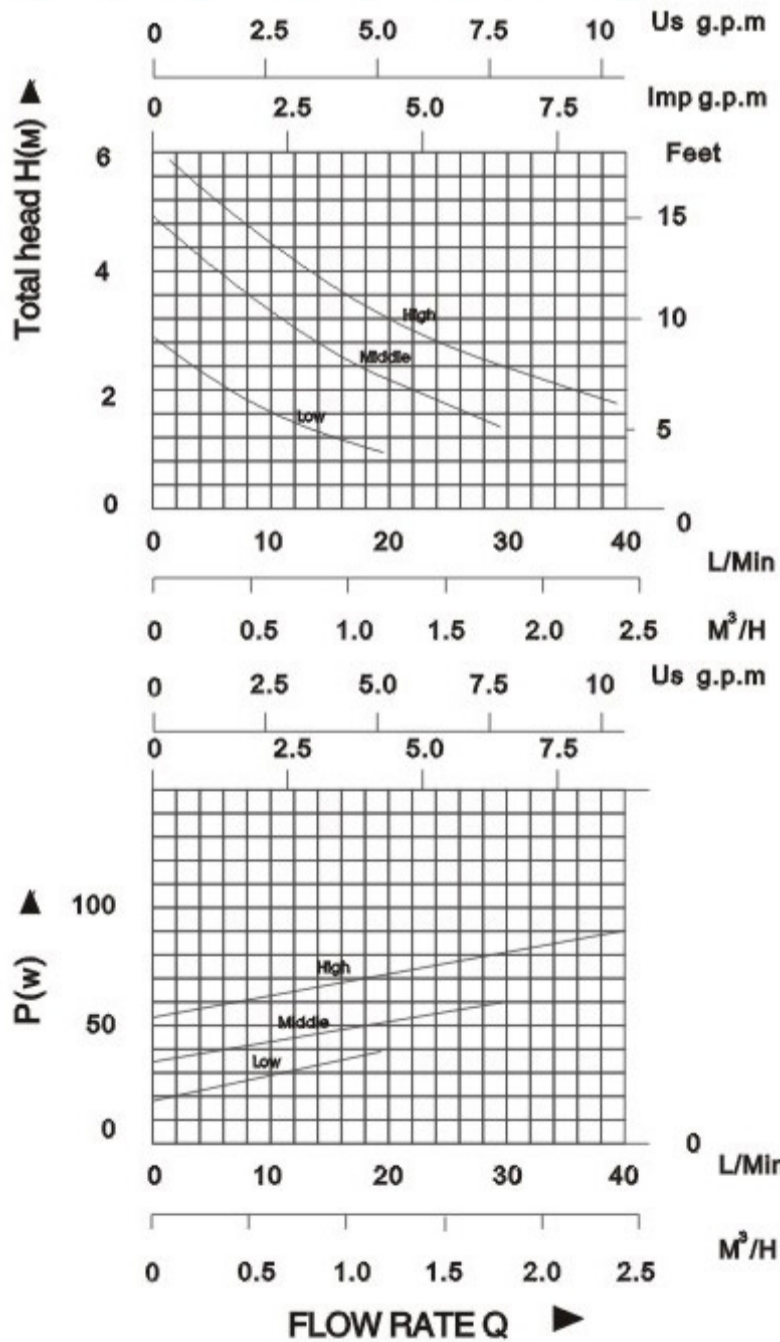 0 2.5 5.0 7.5 10 Us g.p.m
0 2.5 5.0 7.5 Imp g.p.m
Feet
Total head H(M) ▲
6
4
2
0
15
10
5
0
High
Middle
Low
0 10 20 30 40 L/Min
0 0.5 1.0 1.5 2.0 2.5 M³/H
0 2.5 5.0 7.5 10 Us g.p.m
0 2.5 5.0 7.5
P(w) ▲
100
50
0
High
Middle
Low
0
0 10 20 30 40 L/Min
0 0.5 1.0 1.5 2.0 2.5 M³/H
FLOW RATE Q ►